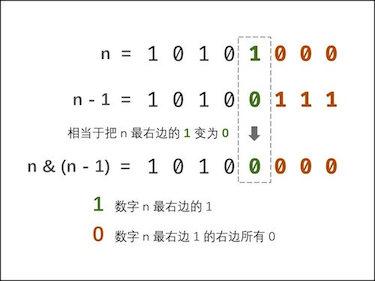 n = 1 0 1 0 1 0 0 0
n - 1 = 1 0 1 0 0 1 1 1
相当于把 n 最右边的 1 变为 0
n & (n - 1) = 1 0 1 0 0 0 0 0
1 数字 n 最右边的 1
0 数字 n 最右边 1 的右边所有 0